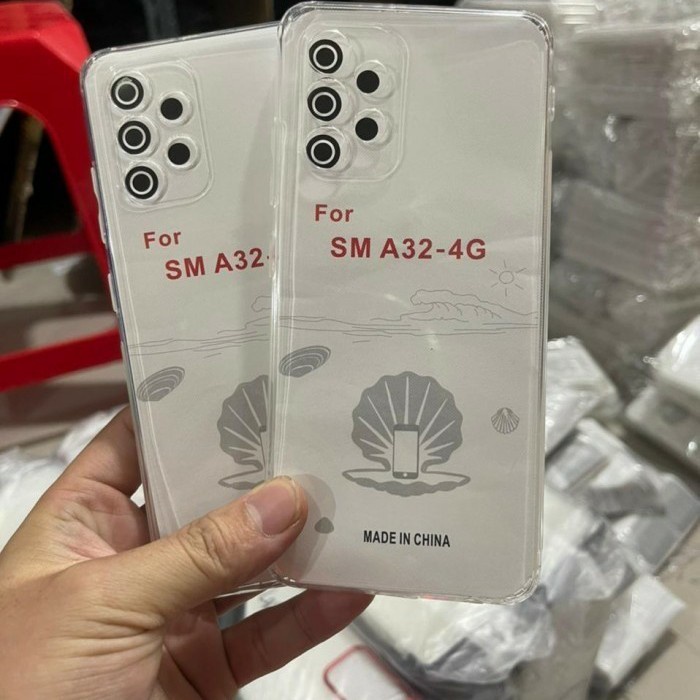 For
SM A32-
For
SM A32-4G
MADE IN CHINA